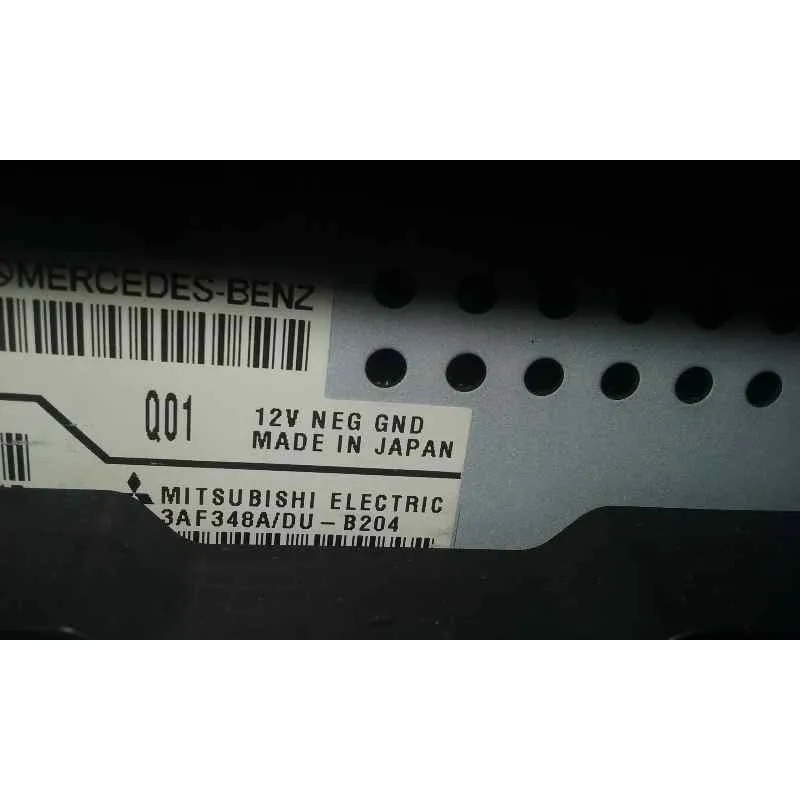 MERCEDES-BENZ
Q01
12V NEG GND
MADE IN JAPAN
MITSUBISHI ELECTRIC
3AF348A/DU-B204